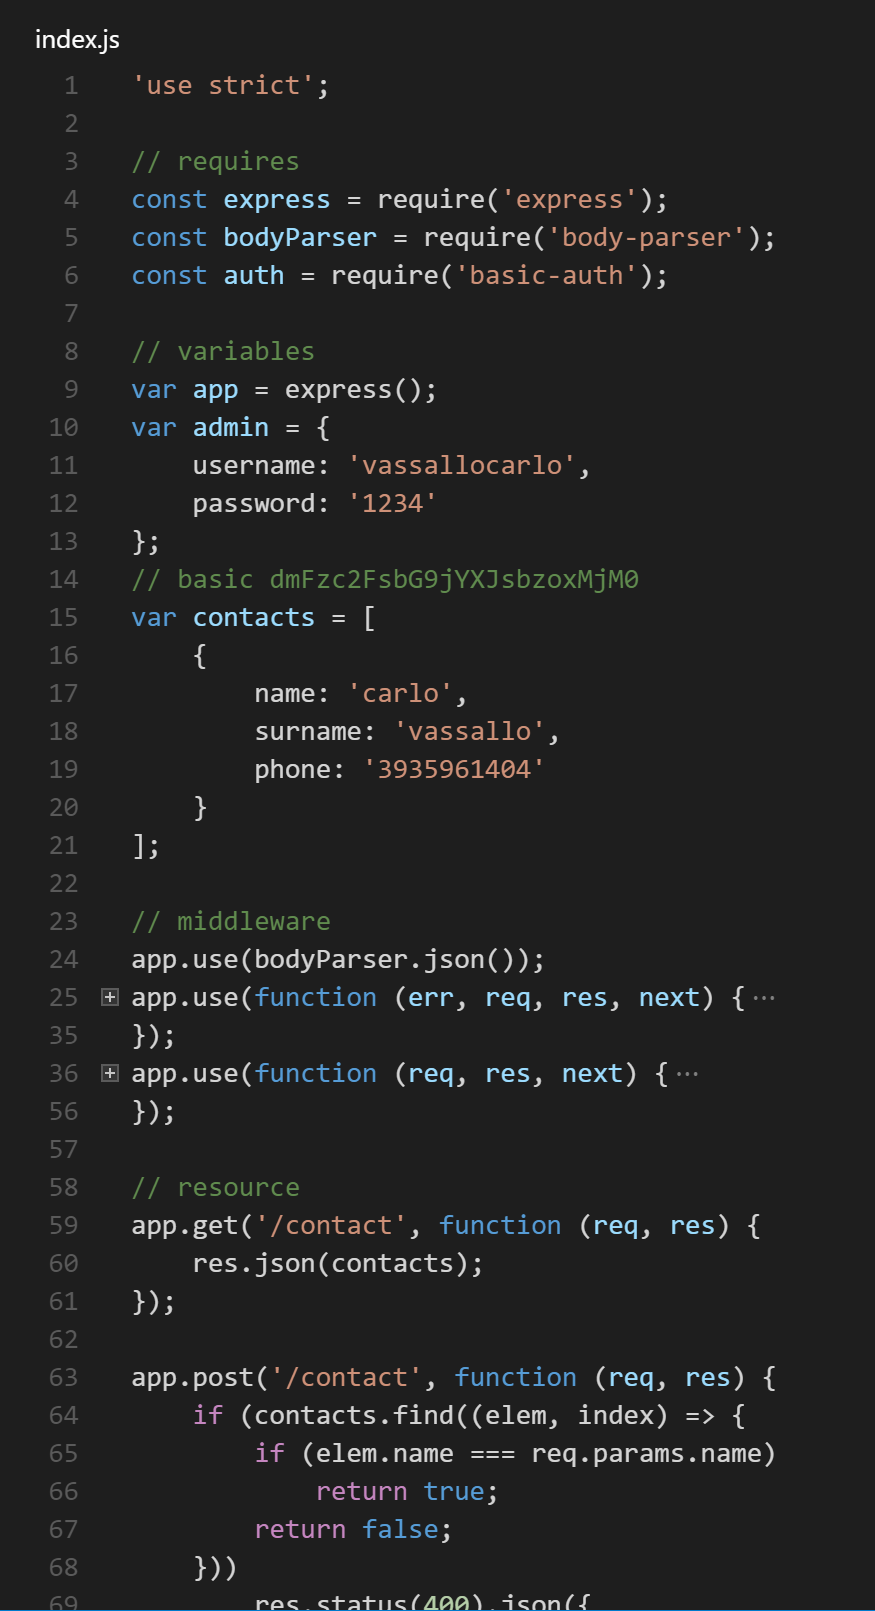 index.js
1 'use strict';
2
3 // requires
4 const express = require('express');
5 const bodyParser = require('body-parser');
6 const auth = require('basic-auth');
7
8 // variables
9 var app = express();
10 var admin = {
11 username: 'vassallocarlo',
12 password: '1234'
13 };
14 // basic dmFzc2FsbG9jYXJsbzoxMjM0
15 var contacts = [
16 {
17 name: 'carlo',
18 surname: 'vassallo',
19 phone: '3935961404'
20 }
21 ];
22
23 // middleware
24 app.use(bodyParser.json());
25 app.use(function (err, req, res, next) {···
35 });
36 app.use(function (req, res, next) {···
56 });
57
58 // resource
59 app.get('/contact', function (req, res) {
60 res.json(contacts);
61 });
62
63 app.post('/contact', function (req, res) {
64 if (contacts.find((elem, index) => {
65 if (elem.name === req.params.name)
66 return true;
67 return false;
68 }))
69 res.status(400).json({